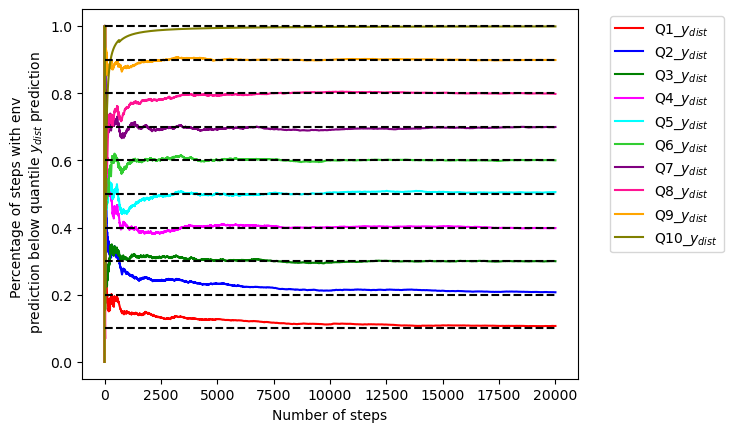 Percentage of steps with env
prediction below quantile y_dist prediction
1.0
0.8
0.6
0.4
0.2
0.0
0
2500
5000
7500
10000
12500
15000
17500
20000
Number of steps
Q1_y_dist
Q2_y_dist
Q3_y_dist
Q4_y_dist
Q5_y_dist
Q6_y_dist
Q7_y_dist
Q8_y_dist
Q9_y_dist
Q10_y_dist